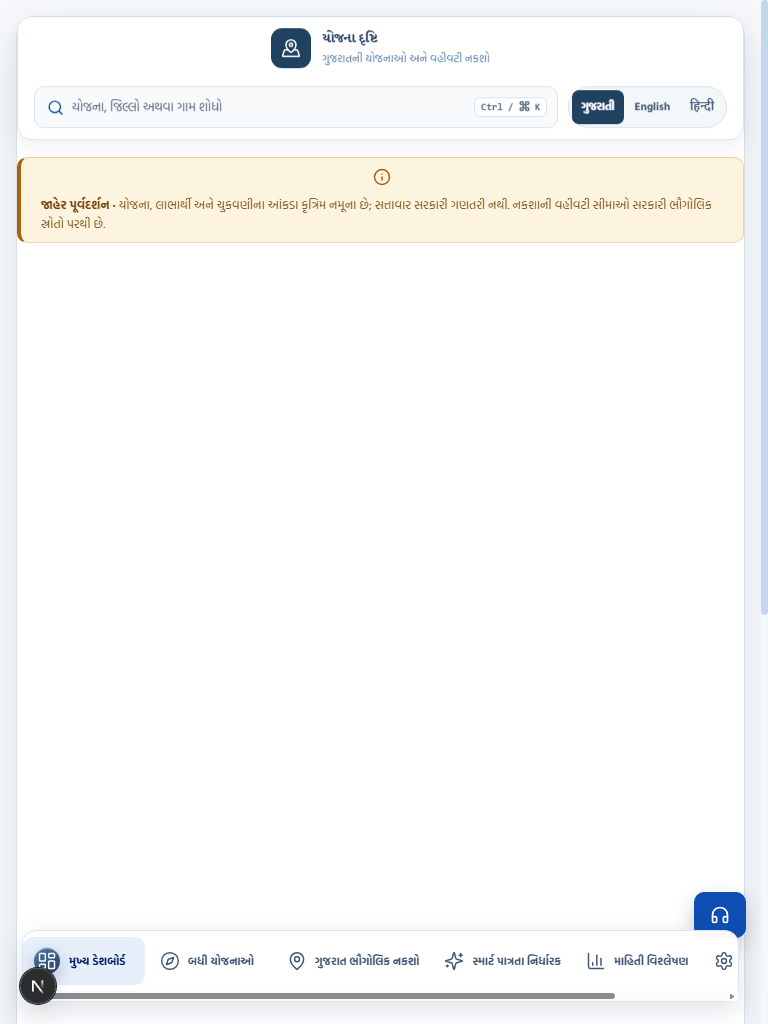 યોજના દૃષ્ટિ
ગુજરાતની યોજનાઓ અને વહીવટી નકશો
યોજના, જિલ્લો અથવા ગામ શોધો
Ctrl / ⌘ K
ગુજરાતી
English
हिन्दी
જાહેર પૂર્વદર્શન · યોજના, લાભાર્થી અને ચુકવણીના આંકડા કૃત્રિમ નમૂના છે; સત્તાવાર સરકારી ગણતરી નથી. નકશાની વહીવટી સીમાઓ સરકારી ભૌગોલિક
સ્રોતો પરથી છે.
મુખ્ય ડેશબોર્ડ
બધી યોજનાઓ
ગુજરાત ભૌગોલિક નકશો
સ્માર્ટ પાત્રતા નિર્ધારક
માહિતી વિશ્લેષણ
N